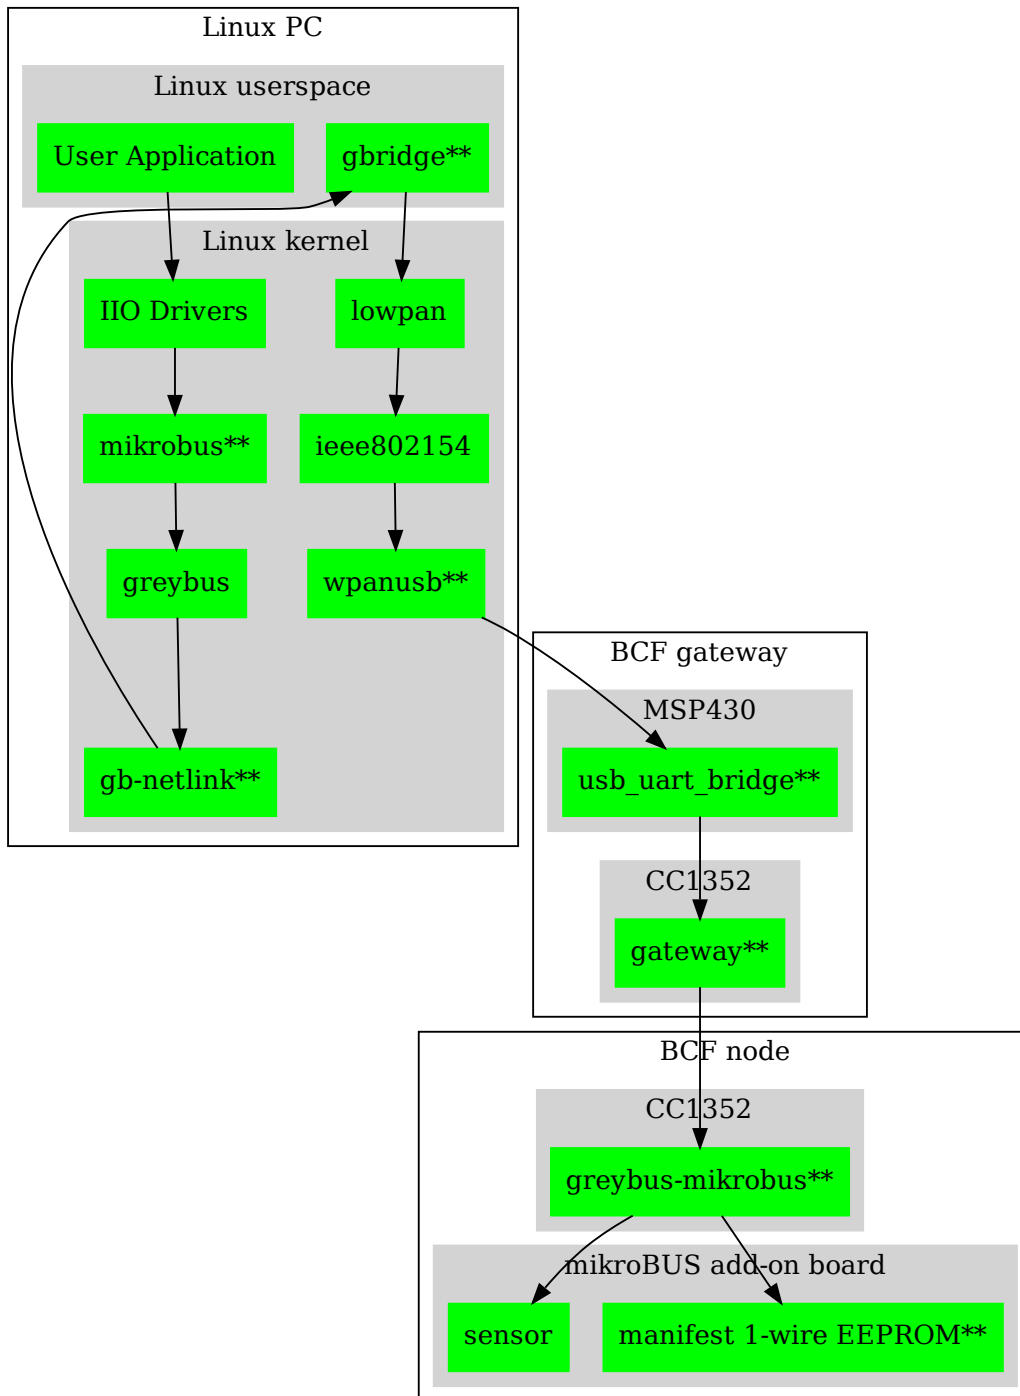 Linux PC
Linux userspace
User Application
gbridge**
Linux kernel
IIO Drivers
lowpan
mikrobus**
ieee802154
greybus
wpanusb**
gb-netlink**
BCF gateway
MSP430
usb_uart_bridge**
CC1352
gateway**
BCF node
CC1352
greybus-mikrobus**
mikroBUS add-on board
sensor
manifest 1-wire EEPROM**